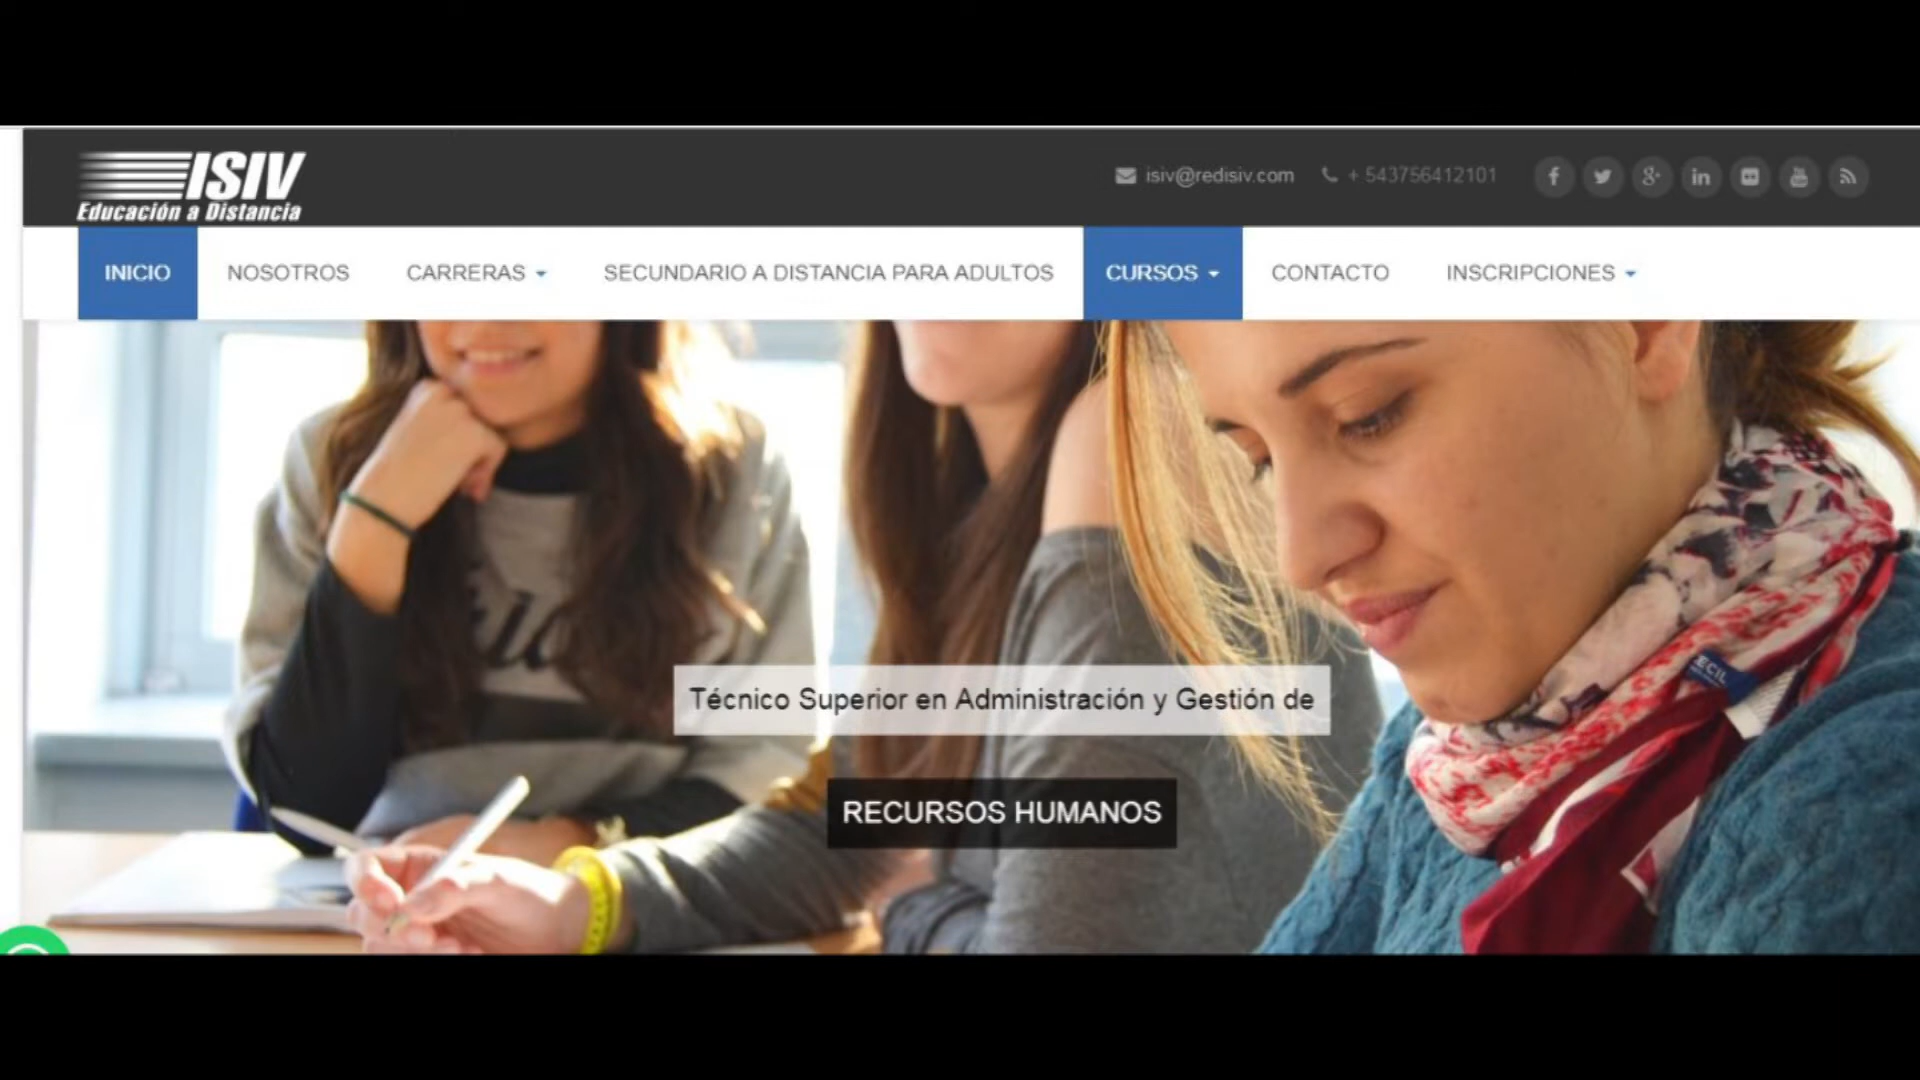 ISIV
Educación a Distancia
isiv@redisiv.com
+ 543756412101
INICIO
NOSOTROS
CARRERAS
SECUNDARIO A DISTANCIA PARA ADULTOS
CURSOS
CONTACTO
INSCRIPCIONES
Técnico Superior en Administración y Gestión de
RECURSOS HUMANOS